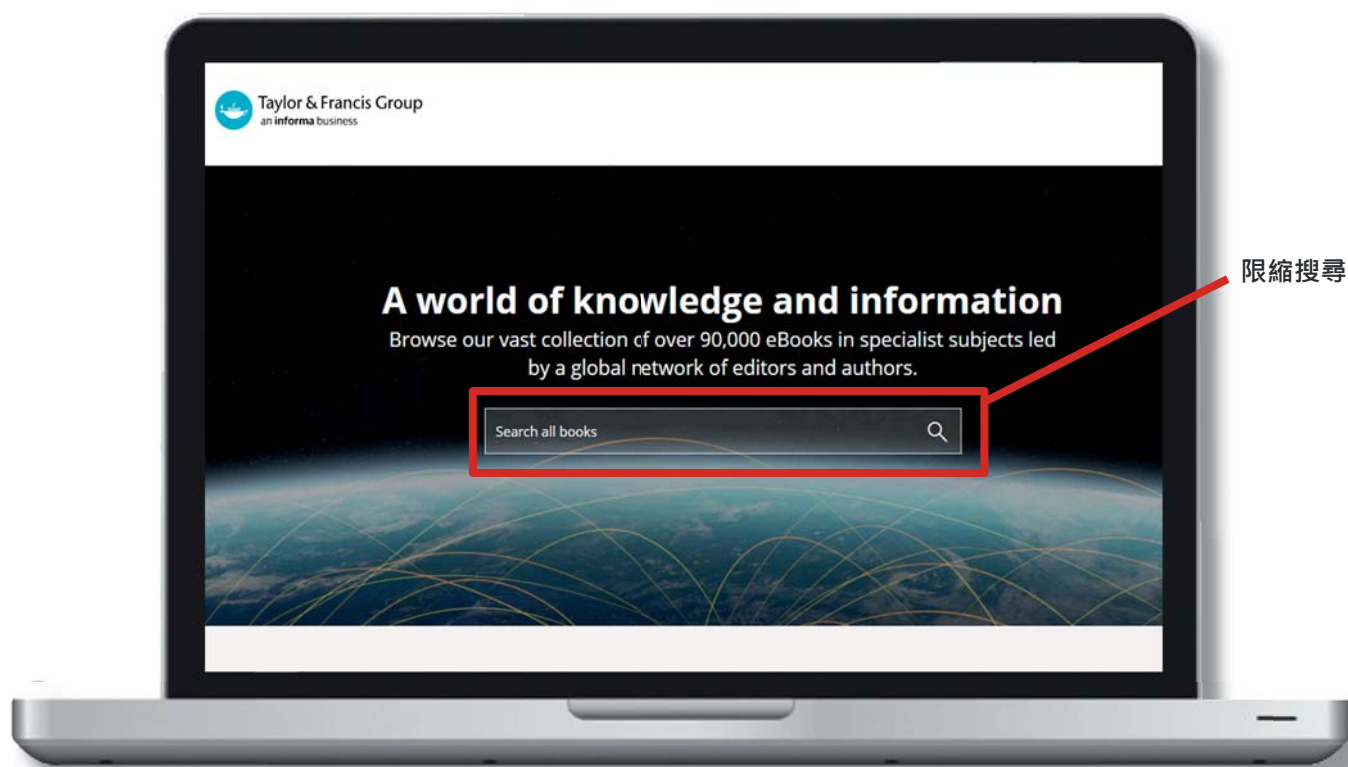 Taylor & Francis Group
an informa business
A world of knowledge and information
Browse our vast collection of over 90,000 eBooks in specialist subjects led
by a global network of editors and authors.
Search all books
限縮搜尋